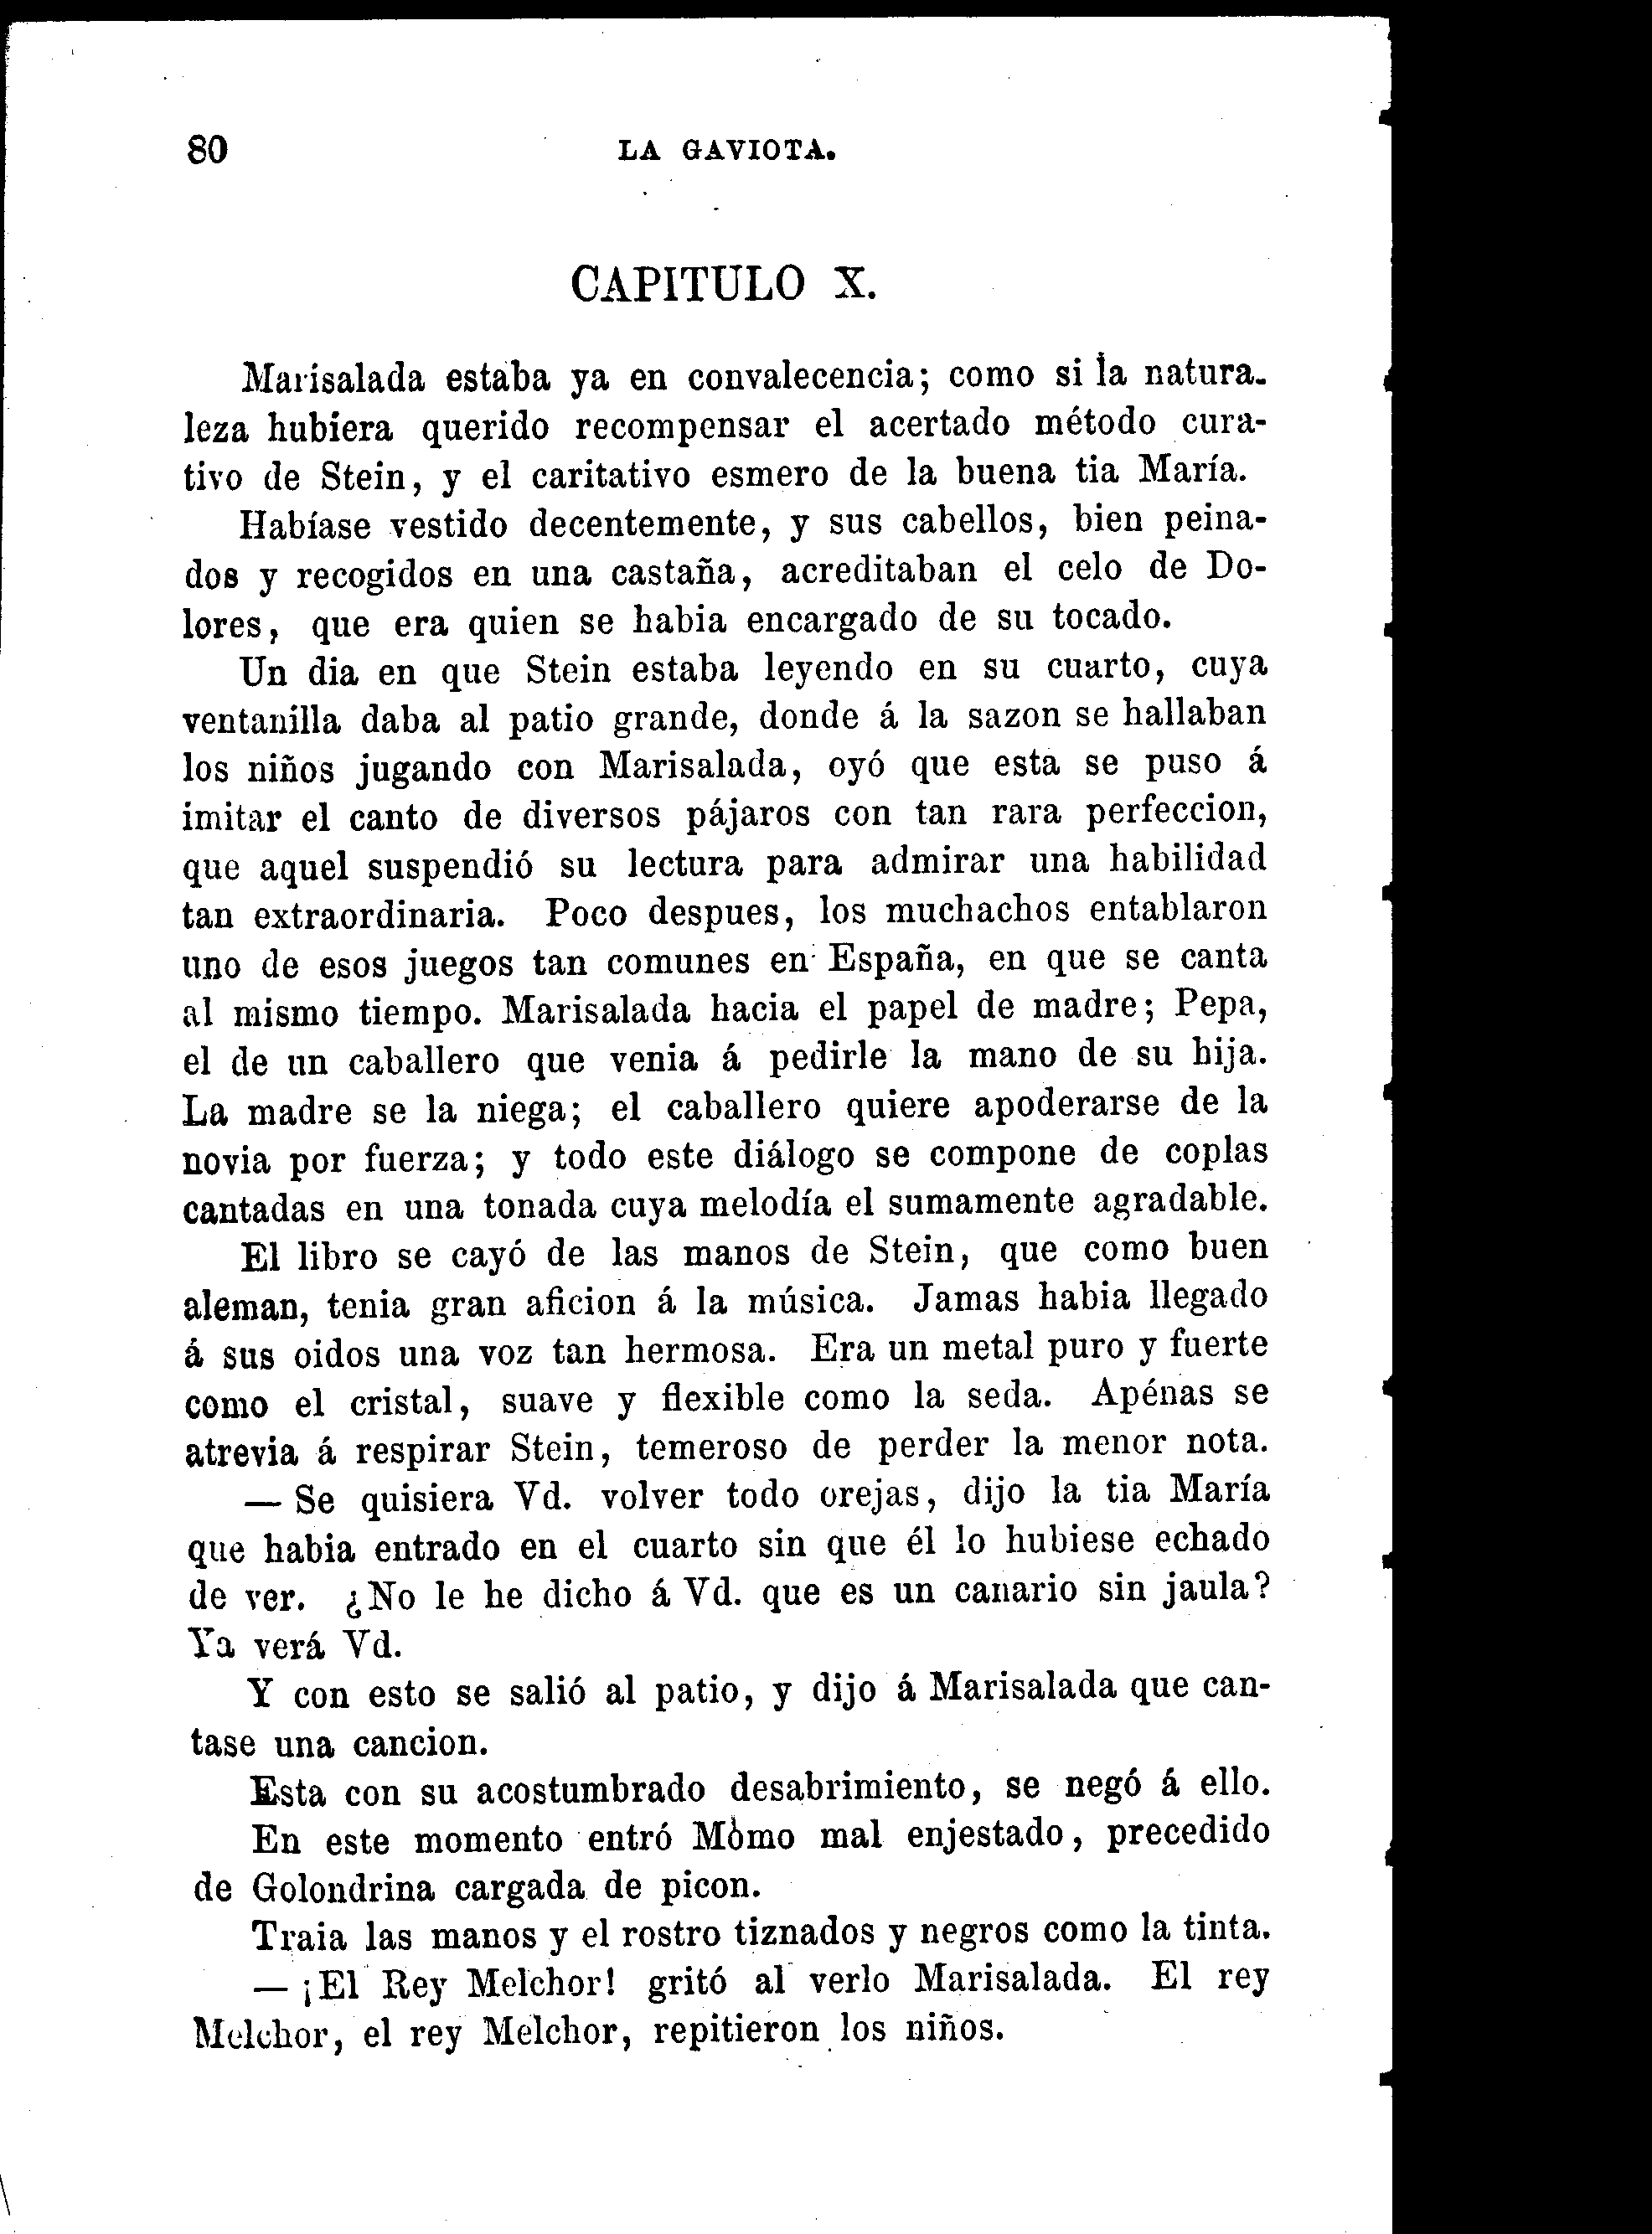 80 LA GAVIOTA.
CAPITULO X.
Marisalada estaba ya en convalecencia; como si la natura-
leza hubiera querido recompensar el acertado método cura-
tivo de Stein, y el caritativo esmero de la buena tia María.
Habíase vestido decentemente, y sus cabellos, bien peina-
dos y recogidos en una castaña, acreditaban el celo de Do-
lores, que era quien se habia encargado de su tocado.
Un dia en que Stein estaba leyendo en su cuarto, cuya
ventanilla daba al patio grande, donde á la sazon se hallaban
los niños jugando con Marisalada, oyó que esta se puso á
imitar el canto de diversos pájaros con tan rara perfeccion,
que aquel suspendió su lectura para admirar una habilidad
tan extraordinaria. Poco despues, los muchachos entablaron
uno de esos juegos tan comunes en España, en que se canta
al mismo tiempo. Marisalada hacia el papel de madre; Pepa,
el de un caballero que venia á pedirle la mano de su hija.
La madre se la niega; el caballero quiere apoderarse de la
novia por fuerza; y todo este diálogo se compone de coplas
cantadas en una tonada cuya melodía el sumamente agradable.
El libro se cayó de las manos de Stein, que como buen
aleman, tenia gran aficion á la música. Jamas habia llegado
á sus oidos una voz tan hermosa. Era un metal puro y fuerte
como el cristal, suave y flexible como la seda. Apénas se
atrevia á respirar Stein, temeroso de perder la menor nota.
— Se quisiera Vd. volver todo orejas, dijo la tia María
que habia entrado en el cuarto sin que él lo hubiese echado
de ver. ¿No le he dicho á Vd. que es un canario sin jaula?
Ya verá Vd.
Y con esto se salió al patio, y dijo á Marisalada que can-
tase una cancion.
Esta con su acostumbrado desabrimiento, se negó á ello.
En este momento entró Mòmo mal enjestado, precedido
de Golondrina cargada de picon.
Traia las manos y el rostro tiznados y negros como la tinta.
— ¡El Rey Melchor! gritó al verlo Marisalada. El rey
Melchor, el rey Melchor, repitieron los niños.